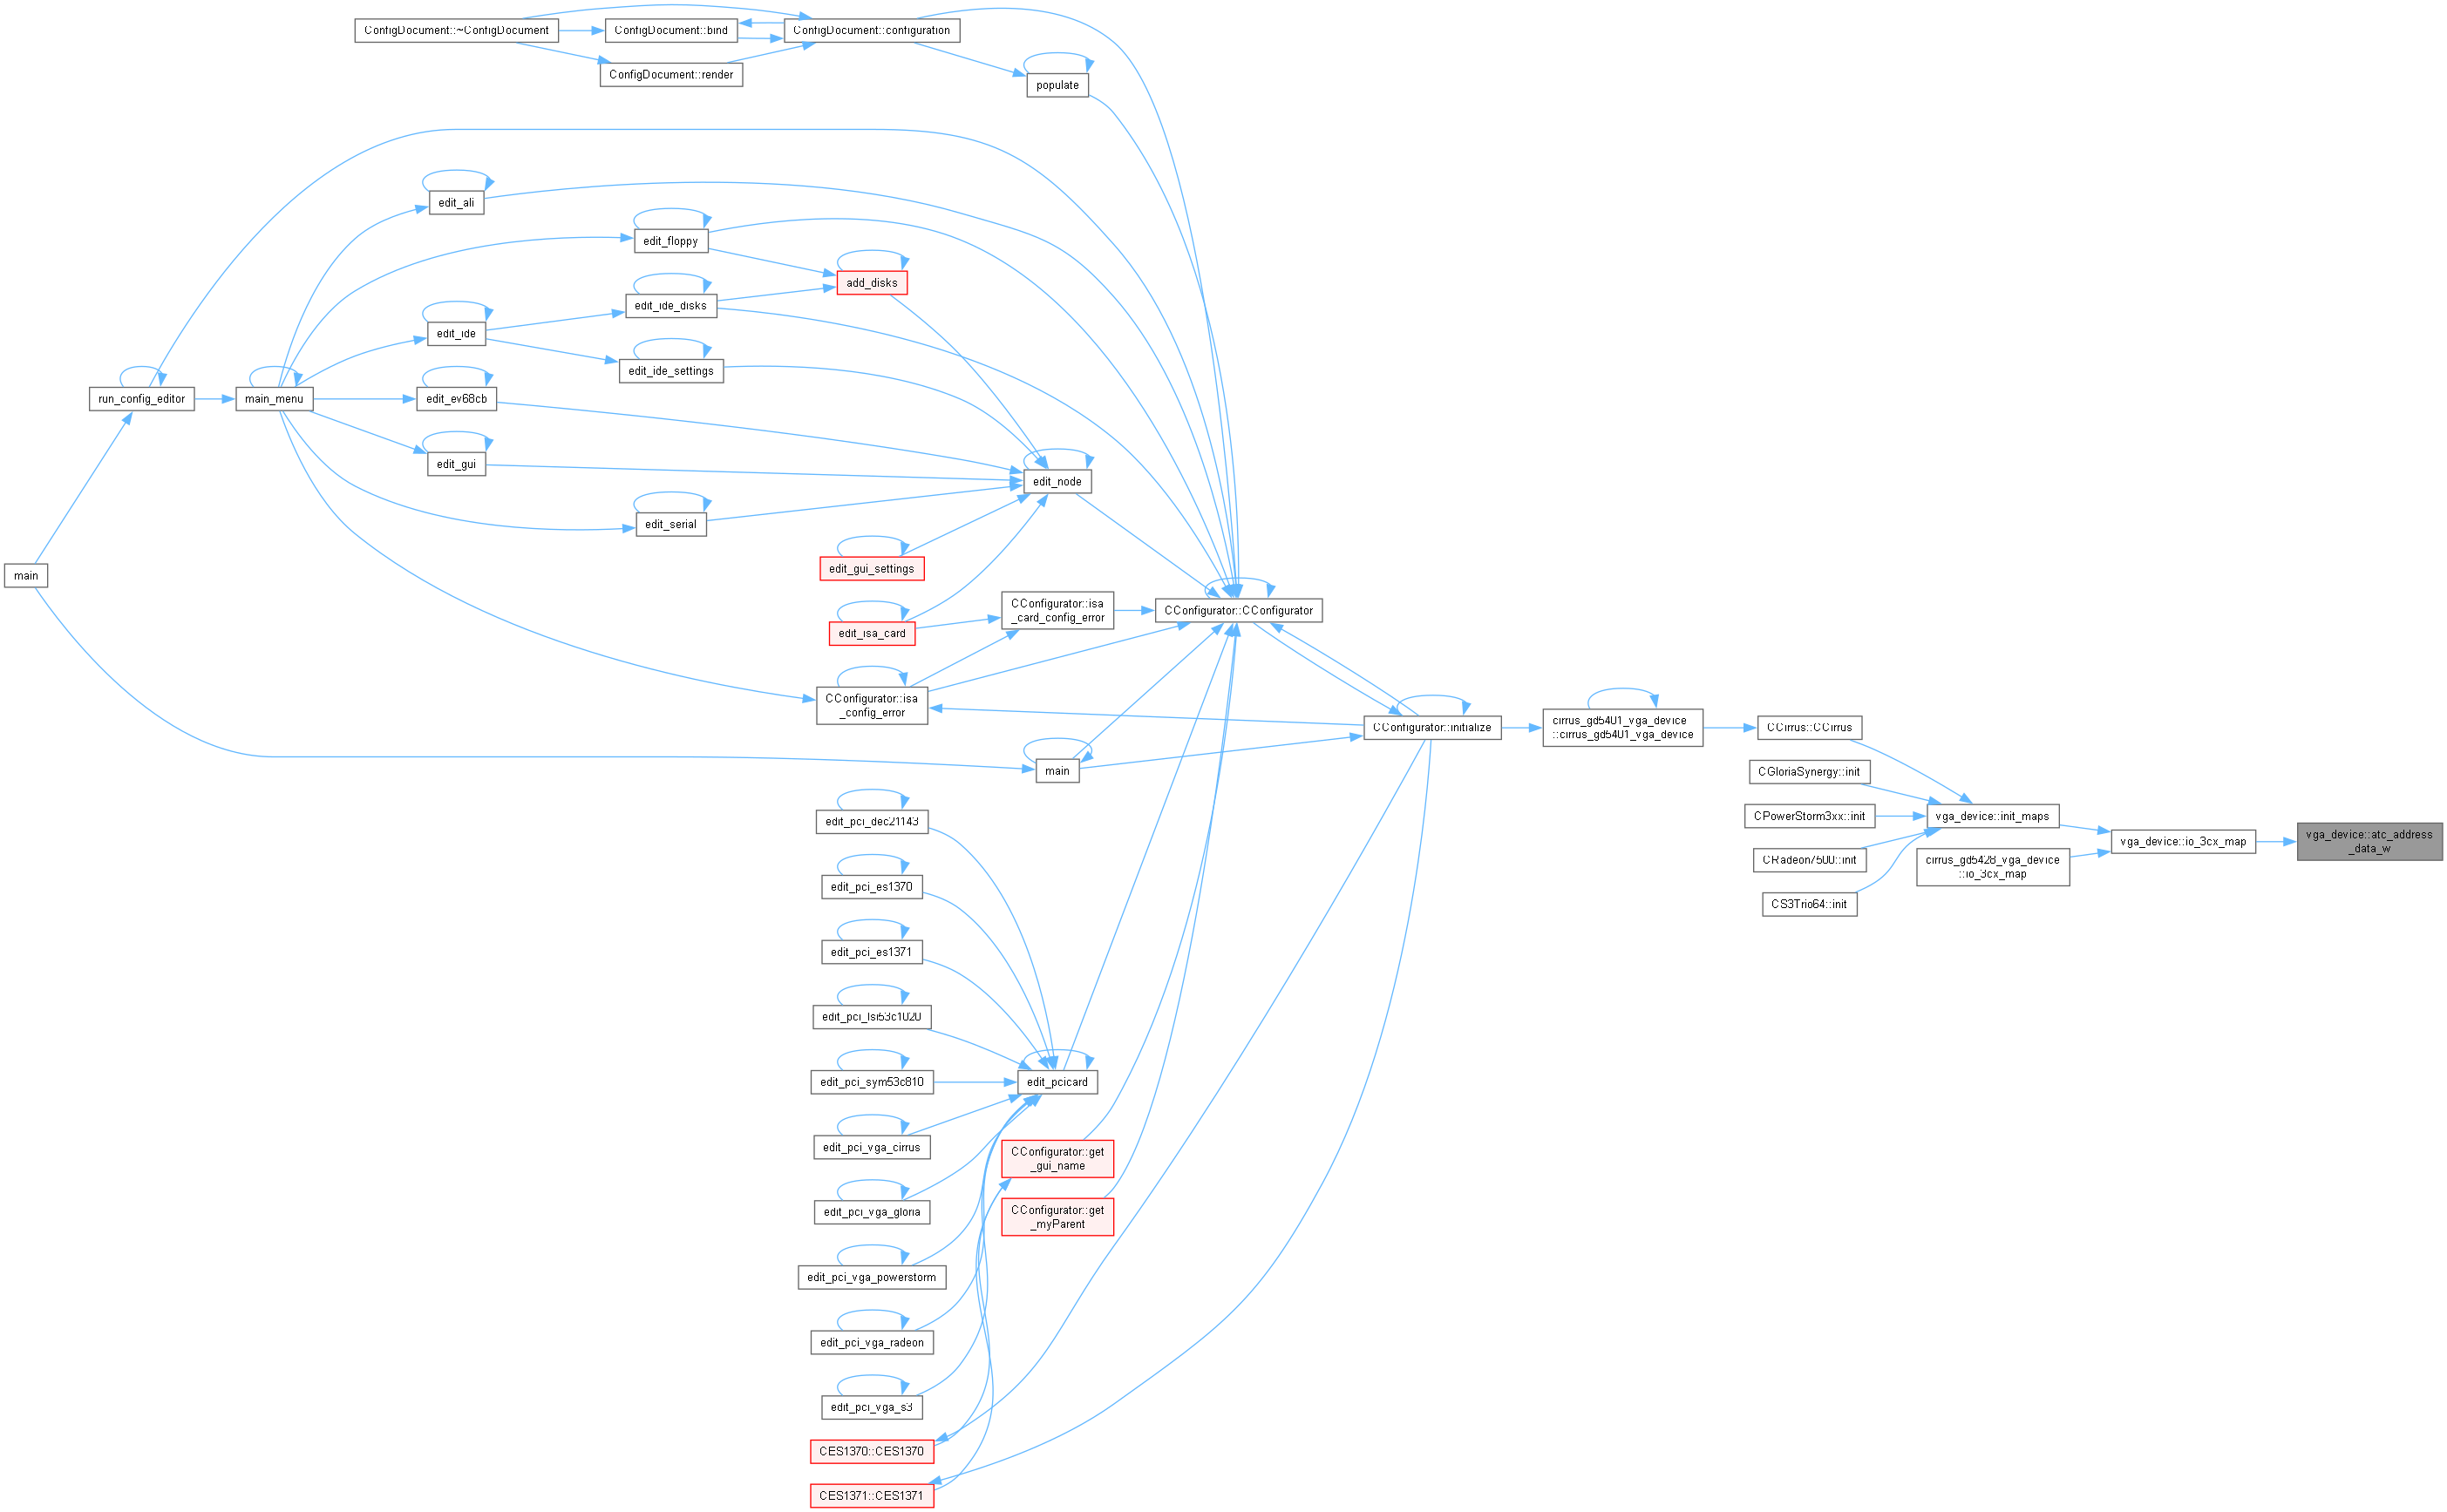 ConfigDocument::~ConfigDocument
ConfigDocument::bind
ConfigDocument::configuration
ConfigDocument::render
populate
edit_ali
edit_floppy
add_disks
edit_ide_disks
edit_ide
edit_ide_settings
run_config_editor
main_menu
edit_ev68cb
edit_gui
edit_node
edit_serial
edit_gui_settings
main
CConfigurator::isa
_card_config_error
CConfigurator::CConfigurator
edit_isa_card
CConfigurator::isa
_config_error
CConfigurator::initialize
cirrus_gd5401_vga_device
::cirrus_gd5401_vga_device
CCirrus::CCirrus
main
CGloriaSynergy::init
CPowerStorm3xx::init
vga_device::init_maps
edit_pci_dec21143
vga_device::io_3cx_map
vga_device::atc_address
_data_w
CRadeon7500::init
cirrus_gd5428_vga_device
::io_3cx_map
edit_pci_es1370
CS3Trio64::init
edit_pci_es1371
edit_pci_lsi53c1020
edit_pci_sym53c810
edit_pcicard
edit_pci_vga_cirrus
CConfigurator::get
_gui_name
edit_pci_vga_gloria
CConfigurator::get
_myParent
edit_pci_vga_powerstorm
edit_pci_vga_radeon
edit_pci_vga_s3
CES1370::CES1370
CES1371::CES1371